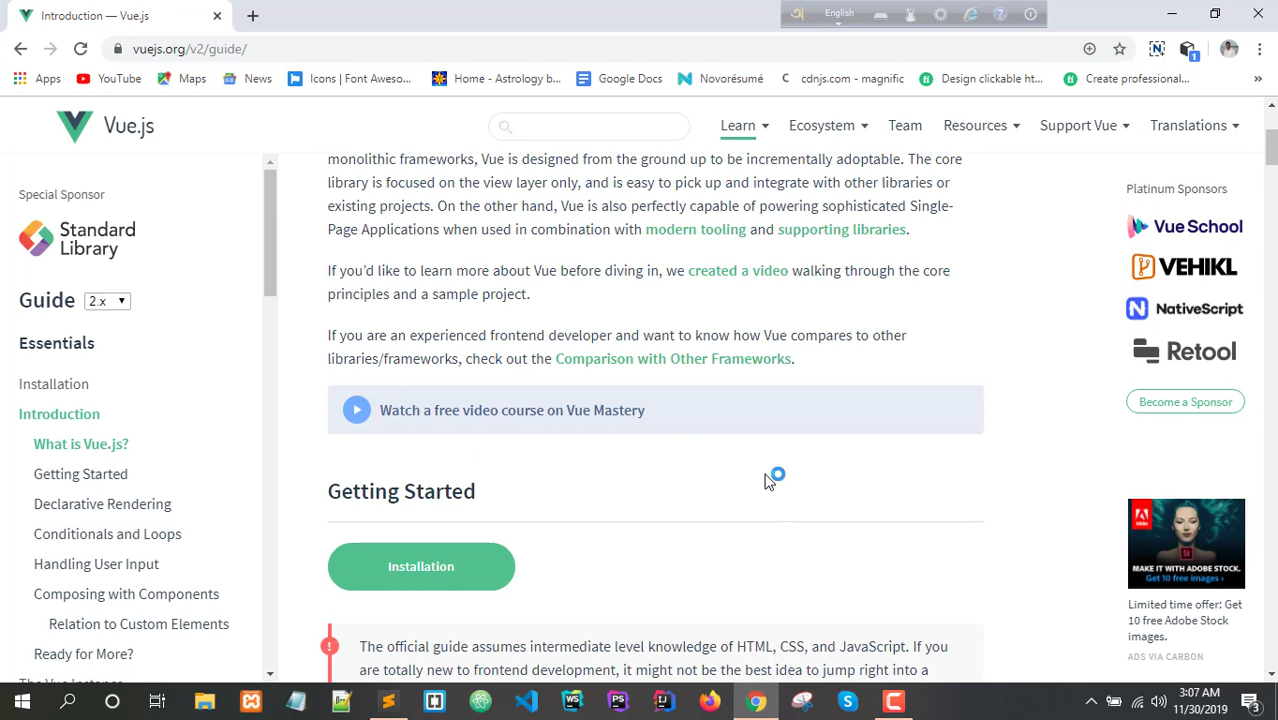 Introduction — Vue.js
English
vuejs.org/v2/guide/
Apps
YouTube
Maps
News
Icons | Font Aweso...
Home - Astrology b...
Google Docs
Novorésumé
cdnjs.com - magnific
Design clickable ht...
Create professional...
Vue.js
Learn
Ecosystem
Team
Resources
Support Vue
Translations
Special Sponsor
Standard
Library
Guide 2.x
Essentials
Installation
Introduction
What is Vue.js?
Getting Started
Declarative Rendering
Conditionals and Loops
Handling User Input
Composing with Components
Relation to Custom Elements
Ready for More?
The Vue Instance
monolithic frameworks, Vue is designed from the ground up to be incrementally adoptable. The core
library is focused on the view layer only, and is easy to pick up and integrate with other libraries or
existing projects. On the other hand, Vue is also perfectly capable of powering sophisticated Single-
Page Applications when used in combination with modern tooling and supporting libraries.
If you’d like to learn more about Vue before diving in, we created a video walking through the core
principles and a sample project.
If you are an experienced frontend developer and want to know how Vue compares to other
libraries/frameworks, check out the Comparison with Other Frameworks.
Watch a free video course on Vue Mastery
Getting Started
Installation
! The official guide assumes intermediate level knowledge of HTML, CSS, and JavaScript. If you
are totally new to frontend development, it might not be the best idea to jump right into a
Platinum Sponsors
Vue School
VEHIKL
NativeScript
Retool
Become a Sponsor
MAKE IT WITH ADOBE STOCK.
Get 10 free images ›
Limited time offer: Get
10 free Adobe Stock
images.
ADS VIA CARBON
3:07 AM
11/30/2019
3